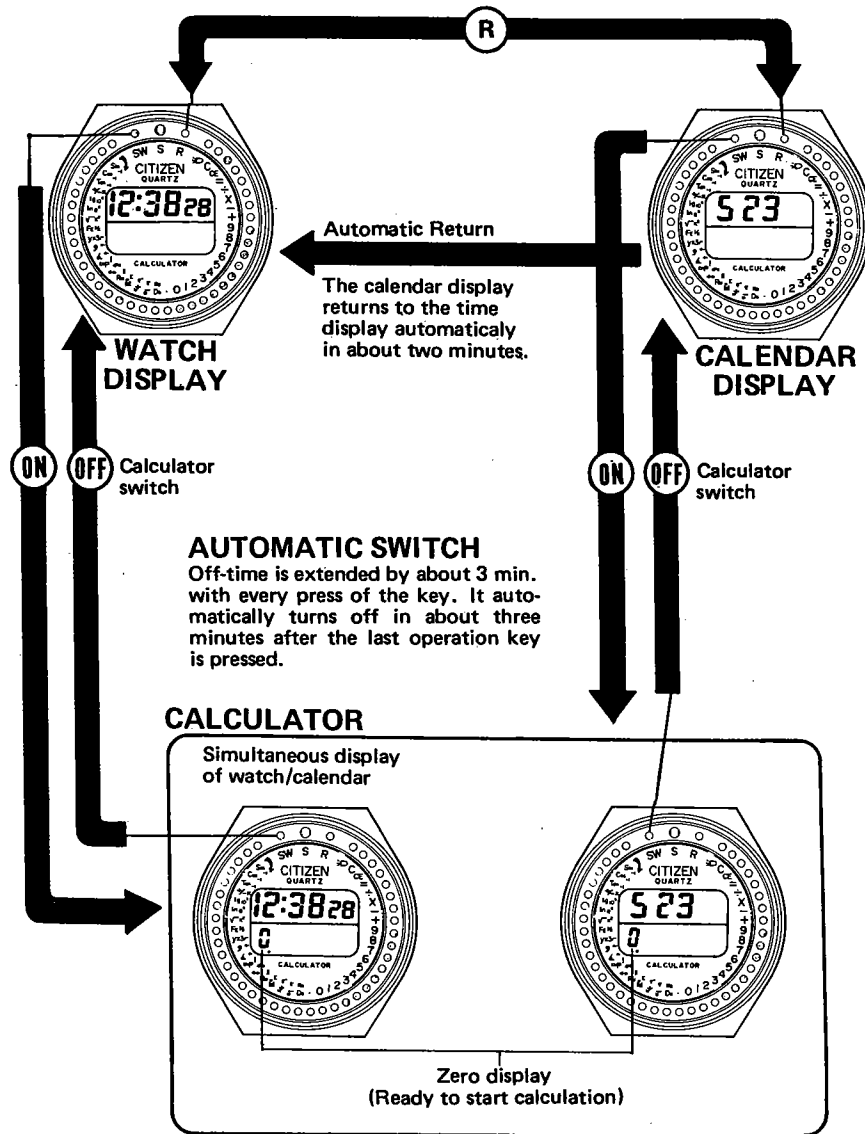 R
SW S R
CITIZEN
QUARTZ
12:38 28
CALCULATOR
SW S R
CITIZEN
QUARTZ
5 23
CALCULATOR
Automatic Return
The calendar display
returns to the time
display automaticaly
in about two minutes.
WATCH
DISPLAY
CALENDAR
DISPLAY
ON
OFF
Calculator
switch
ON
OFF
Calculator
switch
AUTOMATIC SWITCH
Off-time is extended by about 3 min.
with every press of the key. It auto-
matically turns off in about three
minutes after the last operation key
is pressed.
CALCULATOR
Simultaneous display
of watch/calendar
SW S R
CITIZEN
QUARTZ
12:38 28
0.
CALCULATOR
SW S R
CITIZEN
QUARTZ
5 23
0.
CALCULATOR
Zero display
(Ready to start calculation)